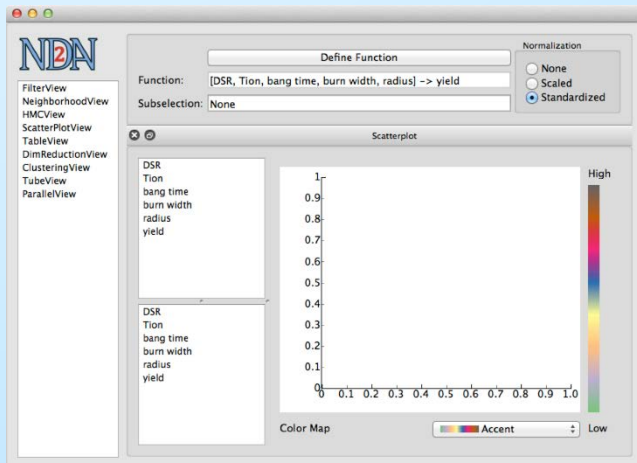 ND2N
FilterView
NeighborhoodView
HMCView
ScatterPlotView
TableView
DimReductionView
ClusteringView
TubeView
ParallelView
Define Function
Function: [DSR, Tion, bang time, burn width, radius] -> yield
Subselection: None
Normalization
None
Scaled
Standardized
Scatterplot
DSR
Tion
bang time
burn width
radius
yield
DSR
Tion
bang time
burn width
radius
yield
1
0.9
0.8
0.7
0.6
0.5
0.4
0.3
0.2
0.1
0
0 0.1 0.2 0.3 0.4 0.5 0.6 0.7 0.8 0.9 1.0
High
Low
Color Map Accent